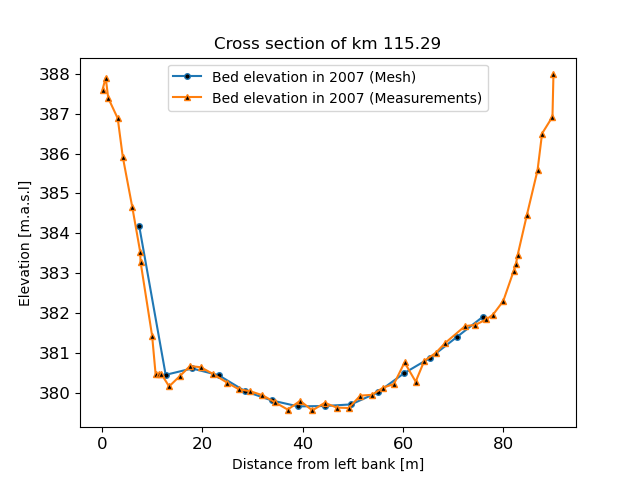 Cross section of km 115.29
Bed elevation in 2007 (Mesh)
Bed elevation in 2007 (Measurements)
388
387
386
385
384
383
382
381
380
Elevation [m.a.s.l]
0 20 40 60 80
Distance from left bank [m]